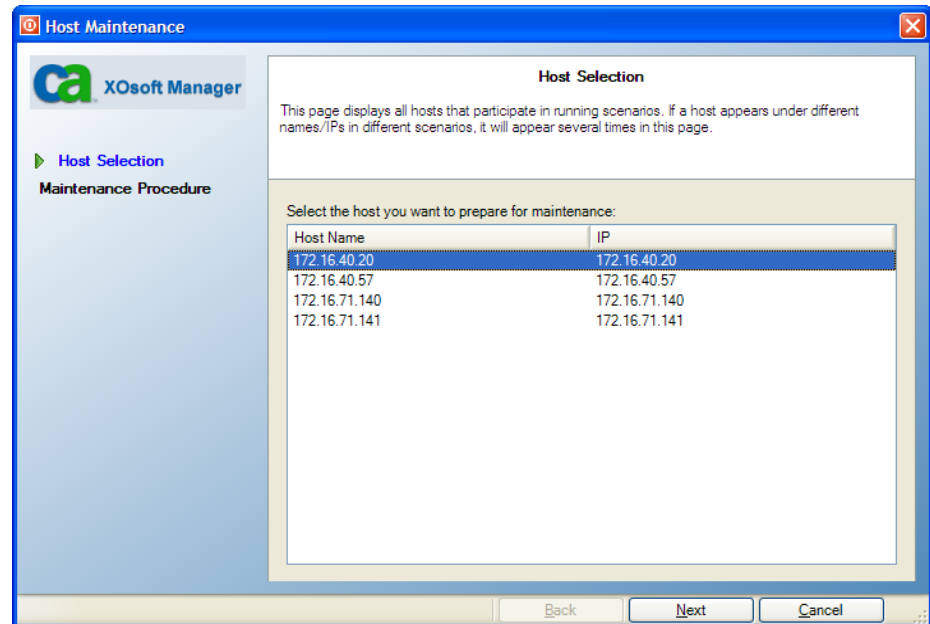 Host Maintenance
ca XOsoft Manager
Host Selection
Maintenance Procedure
Host Selection
This page displays all hosts that participate in running scenarios. If a host appears under different
names/IPs in different scenarios, it will appear several times in this page.
Select the host you want to prepare for maintenance:
Host Name IP
172.16.40.20 172.16.40.20
172.16.40.57 172.16.40.57
172.16.71.140 172.16.71.140
172.16.71.141 172.16.71.141
Back Next Cancel